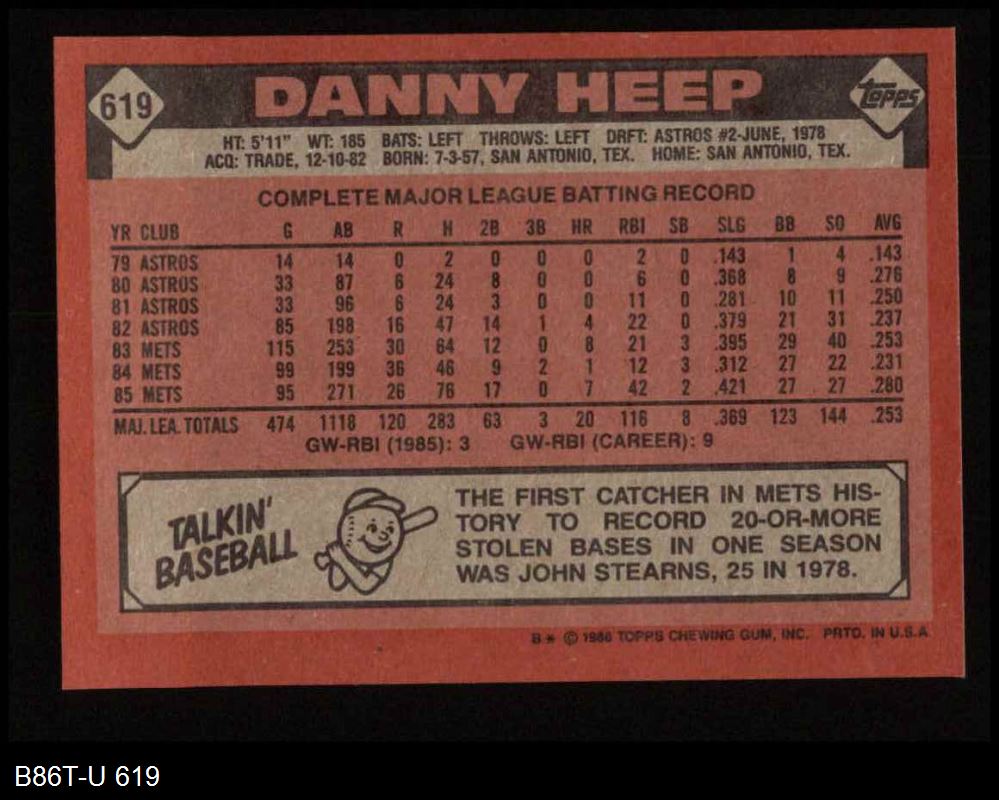 619
DANNY HEEP
topps
HT: 5'11" WT: 185 BATS: LEFT THROWS: LEFT DRFT: ASTROS #2-JUNE, 1978
ACQ: TRADE, 12-10-82 BORN: 7-3-57, SAN ANTONIO, TEX. HOME: SAN ANTONIO, TEX.
COMPLETE MAJOR LEAGUE BATTING RECORD
YR CLUB G AB R H 2B 3B HR RBI SB SLG BB SO AVG
79 ASTROS 14 14 0 2 0 0 0 2 0 .143 1 4 .143
80 ASTROS 33 87 6 24 8 0 0 6 0 .368 8 9 .276
81 ASTROS 33 96 6 24 3 0 0 11 0 .281 10 11 .250
82 ASTROS 85 198 16 47 14 1 4 22 0 .379 21 31 .237
83 METS 115 253 30 64 12 0 8 21 3 .395 29 40 .253
84 METS 99 199 36 46 9 2 1 12 3 .312 27 22 .231
85 METS 95 271 26 76 17 0 7 42 2 .421 27 27 .280
MAJ. LEA. TOTALS 474 1118 120 283 63 3 20 116 8 .369 123 144 .253
GW-RBI (1985): 3 GW-RBI (CAREER): 9
TALKIN'
BASEBALL
THE FIRST CATCHER IN METS HIS-
TORY TO RECORD 20-OR-MORE
STOLEN BASES IN ONE SEASON
WAS JOHN STEARNS, 25 IN 1978.
B* © 1986 TOPPS CHEWING GUM, INC. PRTD. IN U.S.A
B86T-U 619